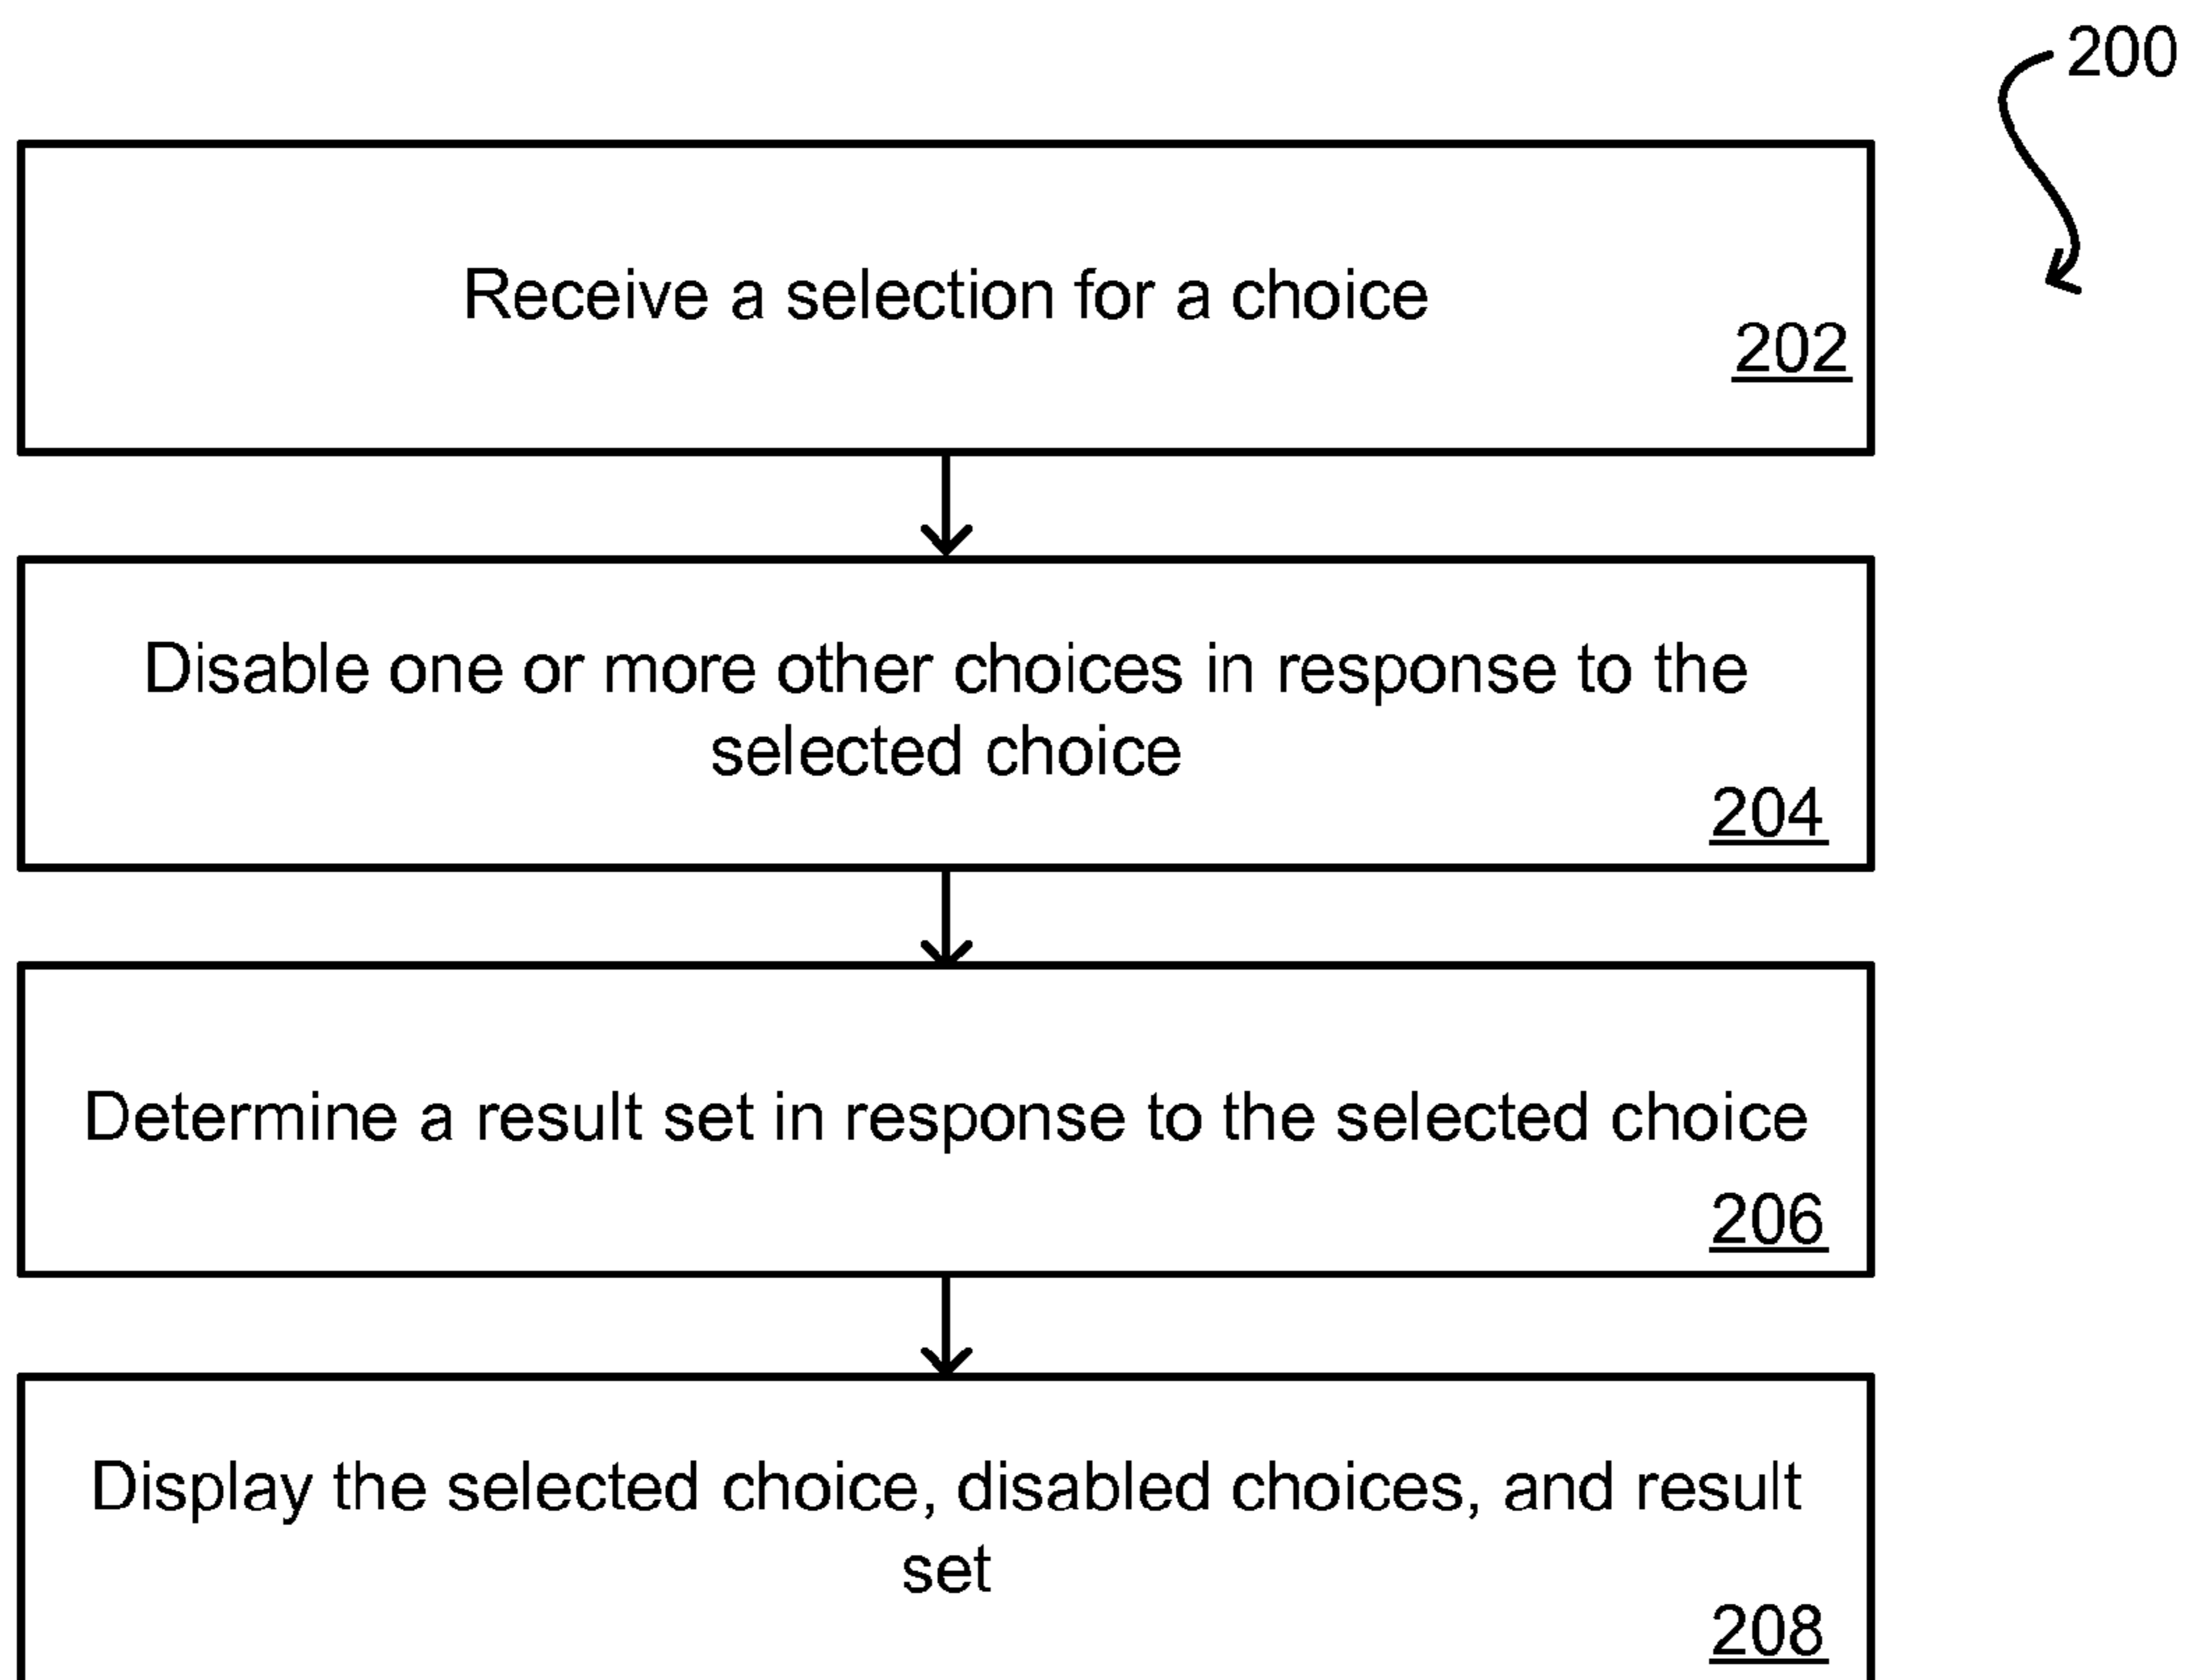 200
Receive a selection for a choice
202
Disable one or more other choices in response to the
selected choice
204
Determine a result set in response to the selected choice
206
Display the selected choice, disabled choices, and result
set
208